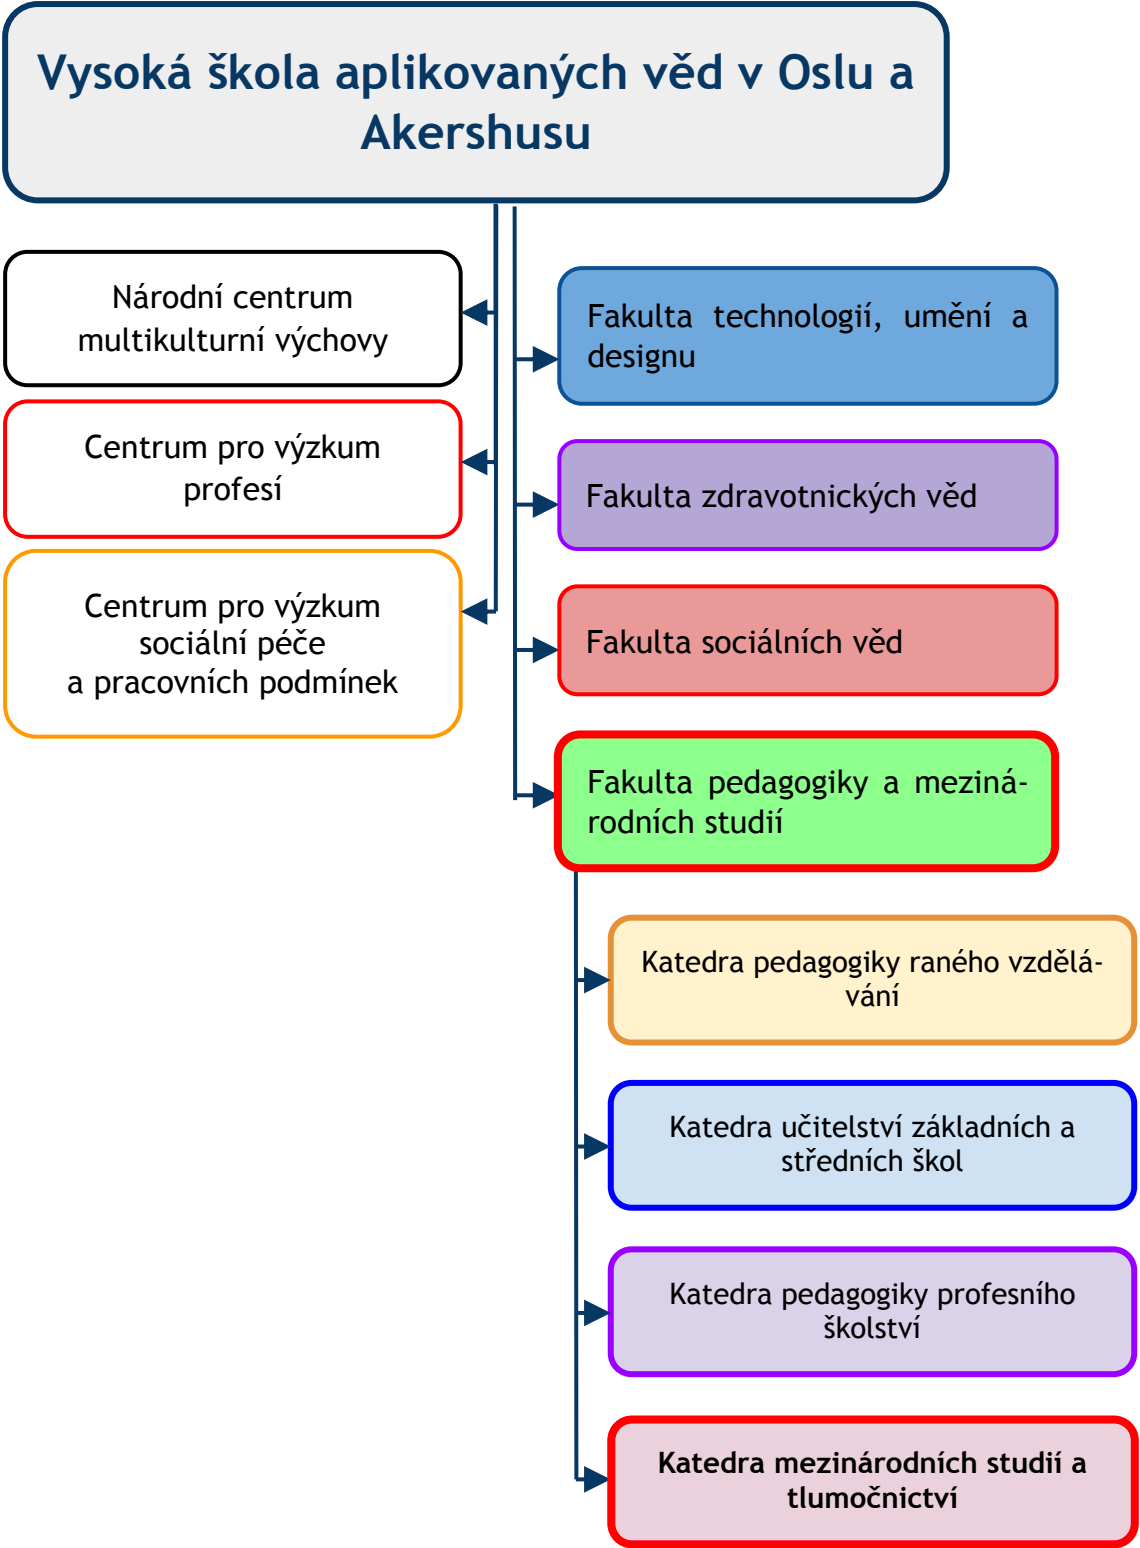 Vysoká škola aplikovaných věd v Oslu a
Akershusu
Národní centrum
multikulturní výchovy
Centrum pro výzkum
profesí
Centrum pro výzkum
sociální péče
a pracovních podmínek
Fakulta technologií, umění a
designu
Fakulta zdravotnických věd
Fakulta sociálních věd
Fakulta pedagogiky a meziná-
rodních studií
Katedra pedagogiky raného vzdělá-
vání
Katedra učitelství základních a
středních škol
Katedra pedagogiky profesního
školství
Katedra mezinárodních studií a
tlumočnictví